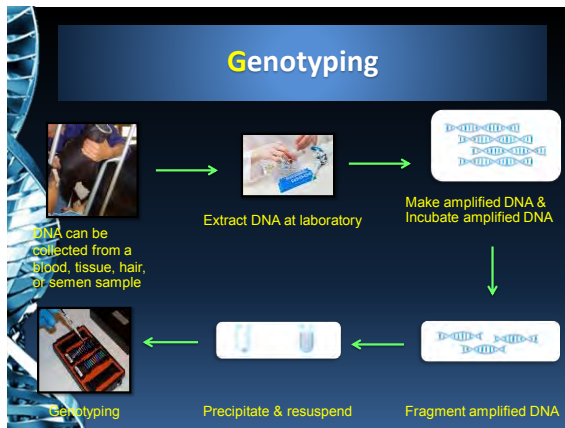 Genotyping
DNA can be
collected from a
blood, tissue, hair,
or semen sample
Extract DNA at laboratory
Make amplified DNA &
Incubate amplified DNA
Genotyping
Precipitate & resuspend
Fragment amplified DNA